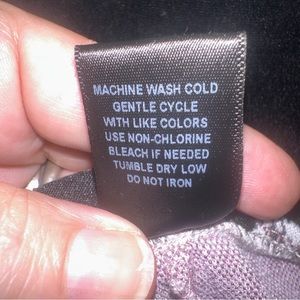 MACHINE WASH COLD
GENTLE CYCLE
WITH LIKE COLORS
USE NON-CHLORINE
BLEACH IF NEEDED
TUMBLE DRY LOW
DO NOT IRON